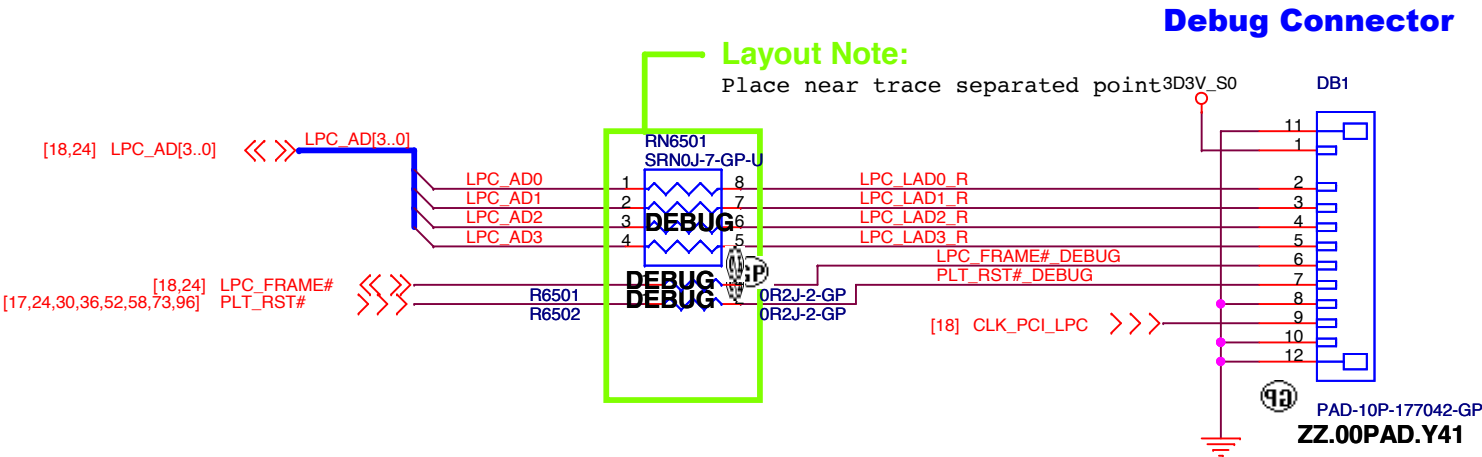 Debug Connector
Layout Note:
Place near trace separated point
3D3V_S0
DB1
[18,24] LPC_AD[3..0]
LPC_AD[3..0]
RN6501
SRN0J-7-GP-U
11
1
LPC_AD0 1 8 LPC_LAD0_R 2
LPC_AD1 2 7 LPC_LAD1_R 3
LPC_AD2 3 DEBUG 6 LPC_LAD2_R 4
LPC_AD3 4 5 LPC_LAD3_R 5
LPC_FRAME#_DEBUG 6
[18,24] LPC_FRAME# DEBUG GP PLT_RST#_DEBUG 7
[17,24,30,36,52,58,73,96] PLT_RST# R6501 DEBUG 0R2J-2-GP 8
R6502 0R2J-2-GP
[18] CLK_PCI_LPC 9
10
12
GP
PAD-10P-177042-GP
ZZ.00PAD.Y41